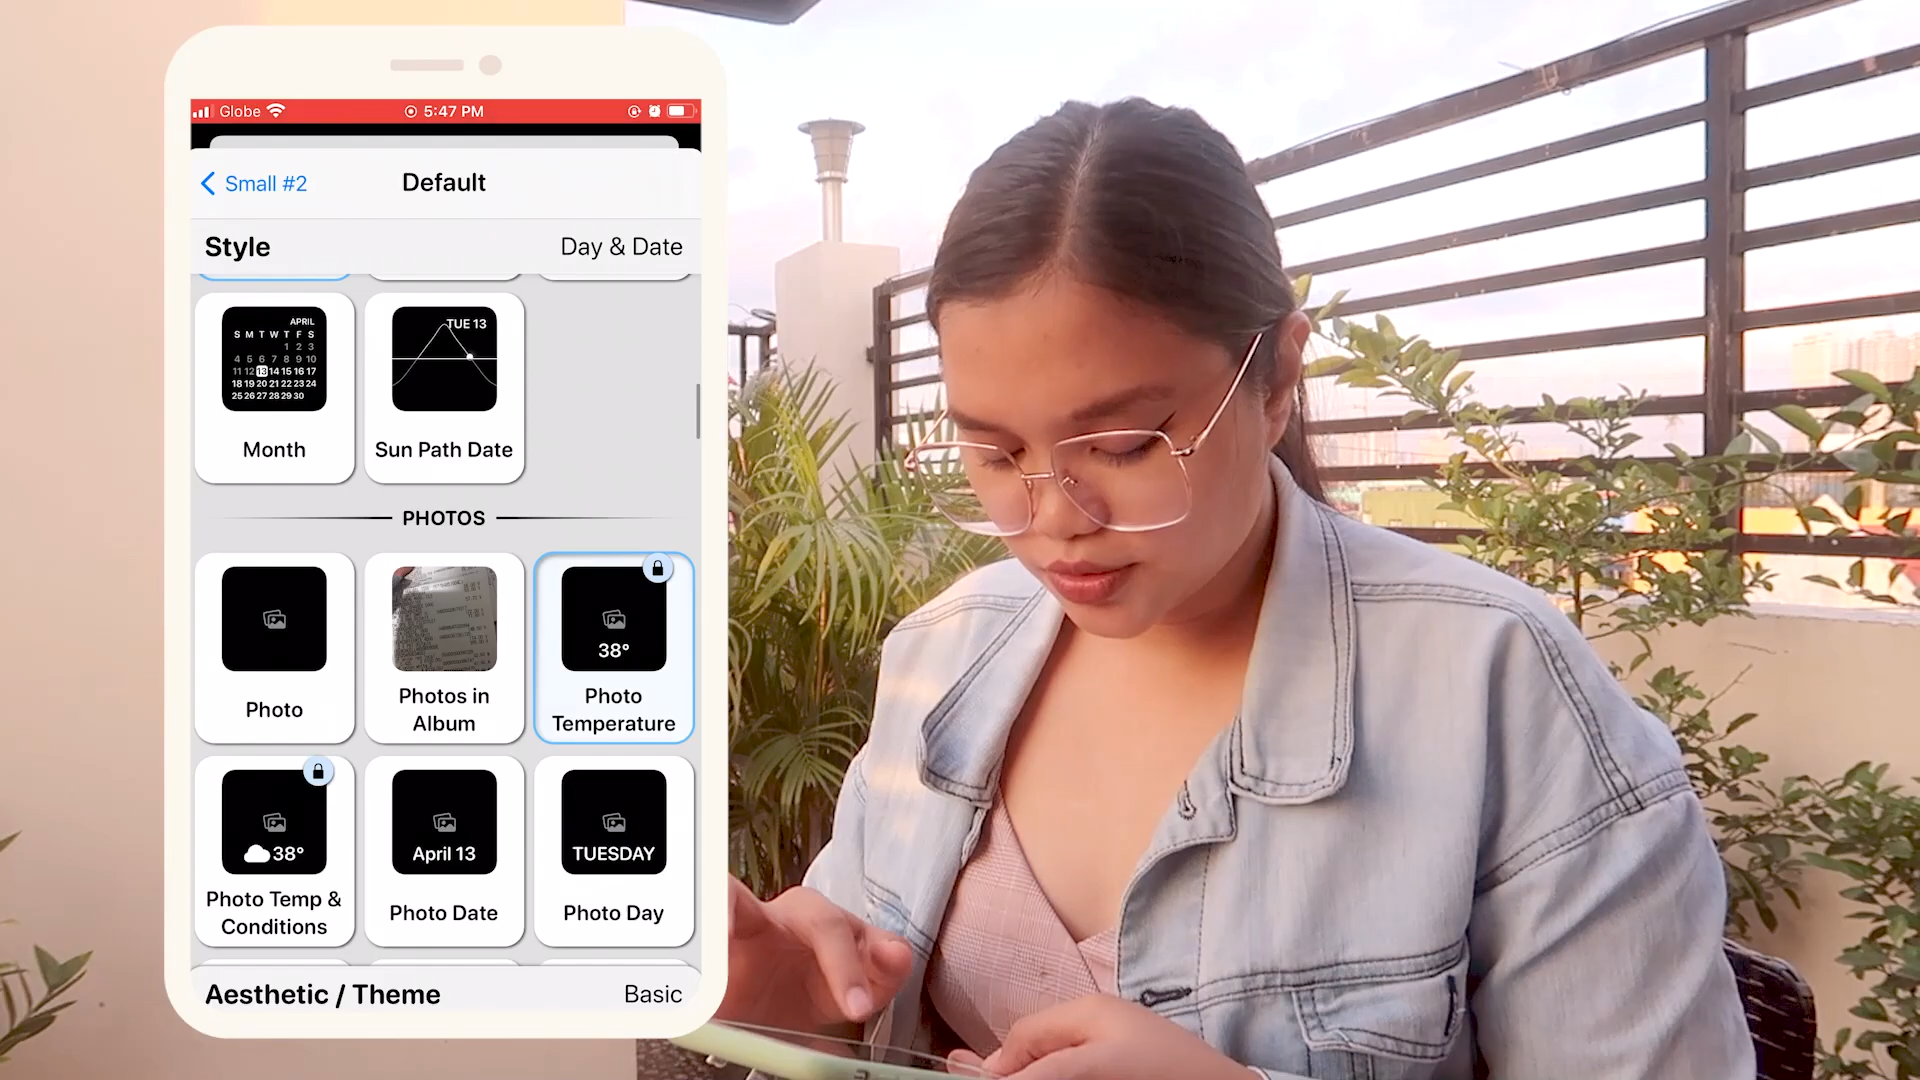 Globe
5:47 PM
Small #2
Default
Style
Day & Date
APRIL
S M T W T F S
1 2 3
4 5 6 7 8 9 10
11 12 13 14 15 16 17
18 19 20 21 22 23 24
25 26 27 28 29 30
TUE 13
Month
Sun Path Date
PHOTOS
38°
Photo
Photos in
Album
Photo
Temperature
38°
April 13
TUESDAY
Photo Temp &
Conditions
Photo Date
Photo Day
Aesthetic / Theme
Basic